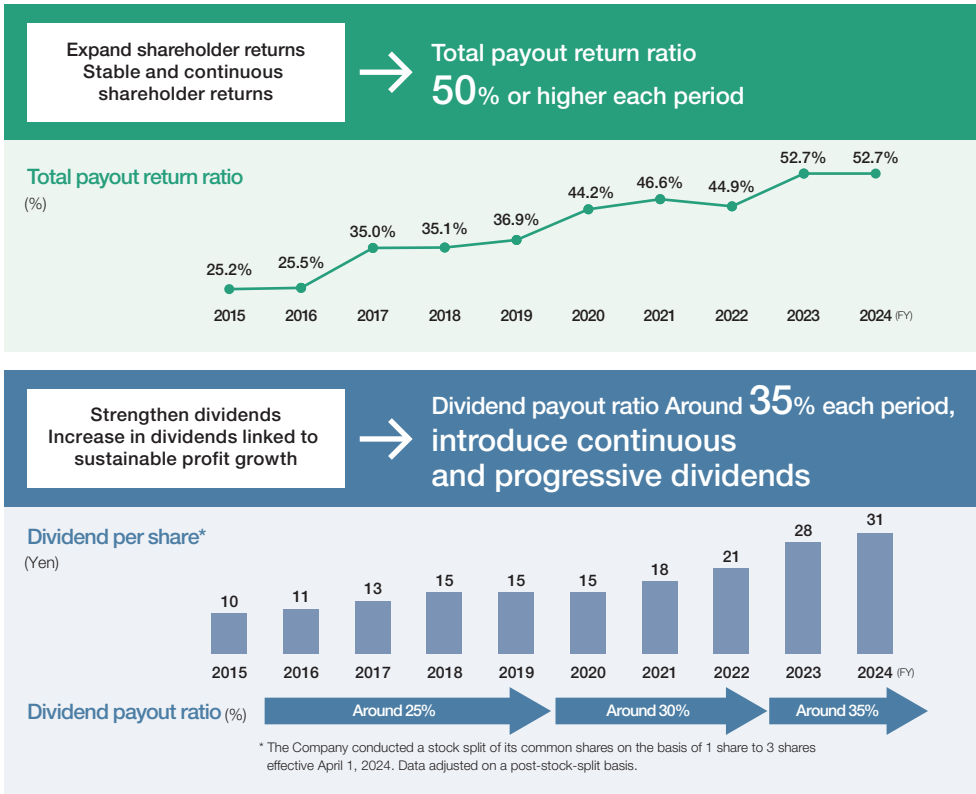 Expand shareholder returns
Stable and continuous
shareholder returns
Total payout return ratio
50% or higher each period
Total payout return ratio
(%)
25.2% 25.5% 35.0% 35.1% 36.9% 44.2% 46.6% 44.9% 52.7% 52.7%
2015 2016 2017 2018 2019 2020 2021 2022 2023 2024 (FY)
Strengthen dividends
Increase in dividends linked to
sustainable profit growth
Dividend payout ratio Around 35% each period,
introduce continuous
and progressive dividends
Dividend per share*
(Yen)
10 11 13 15 15 15 18 21 28 31
2015 2016 2017 2018 2019 2020 2021 2022 2023 2024 (FY)
Dividend payout ratio (%) Around 25% Around 30% Around 35%
* The Company conducted a stock split of its common shares on the basis of 1 share to 3 shares
effective April 1, 2024. Data adjusted on a post-stock-split basis.